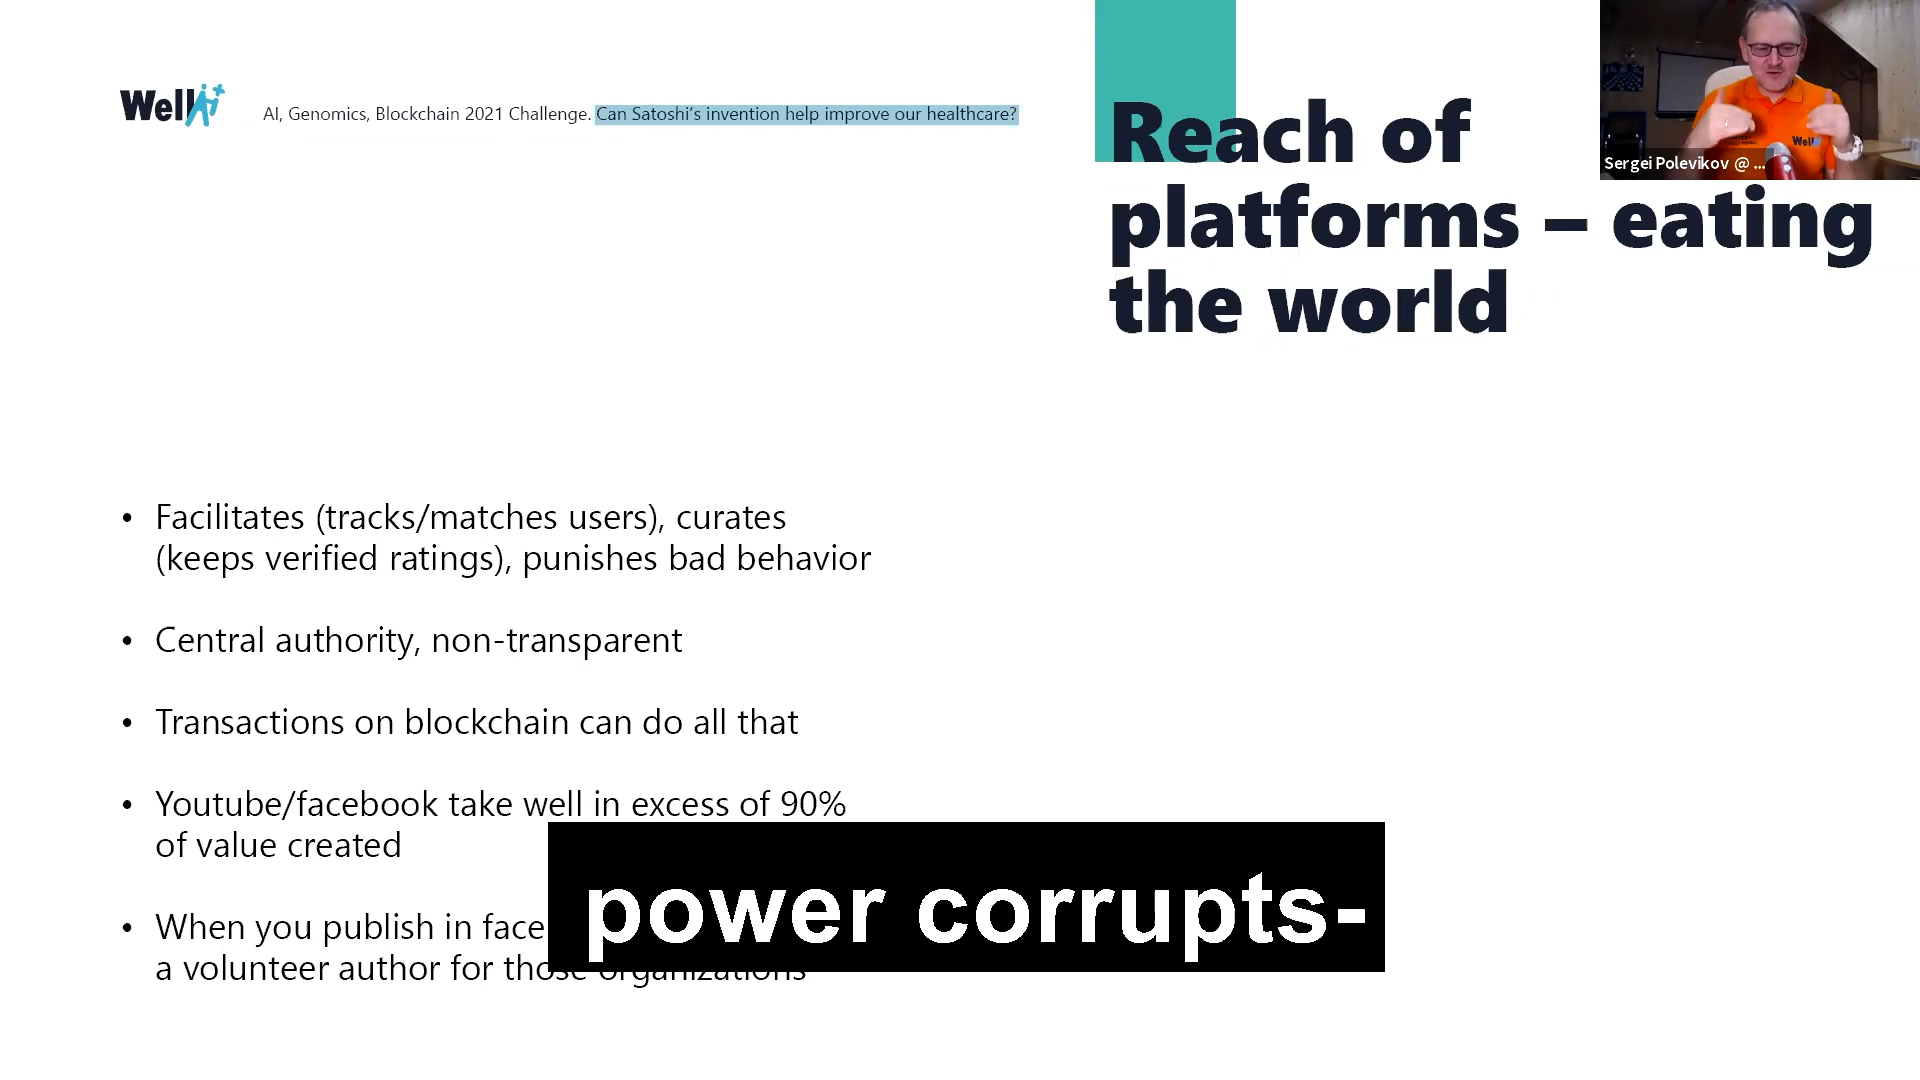 WellAi
AI, Genomics, Blockchain 2021 Challenge. Can Satoshi's invention help improve our healthcare?
Reach of
platforms – eating
the world
Well
Sergei Polevikov @ ...
• Facilitates (tracks/matches users), curates
(keeps verified ratings), punishes bad behavior
• Central authority, non-transparent
• Transactions on blockchain can do all that
• Youtube/facebook take well in excess of 90%
of value created
• When you publish in face
a volunteer author for those organizations
power corrupts-